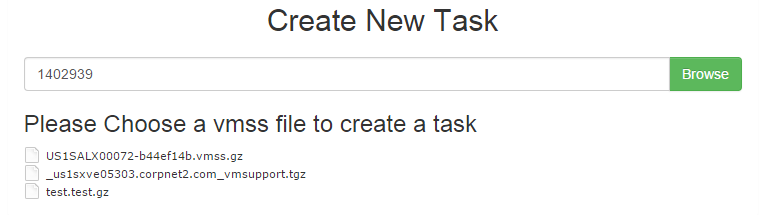 Create New Task
1402939
Browse
Please Choose a vmss file to create a task
US1SALX00072-b44ef14b.vmss.gz
_us1sxve05303.corpnet2.com_vmsupport.tgz
test.test.gz